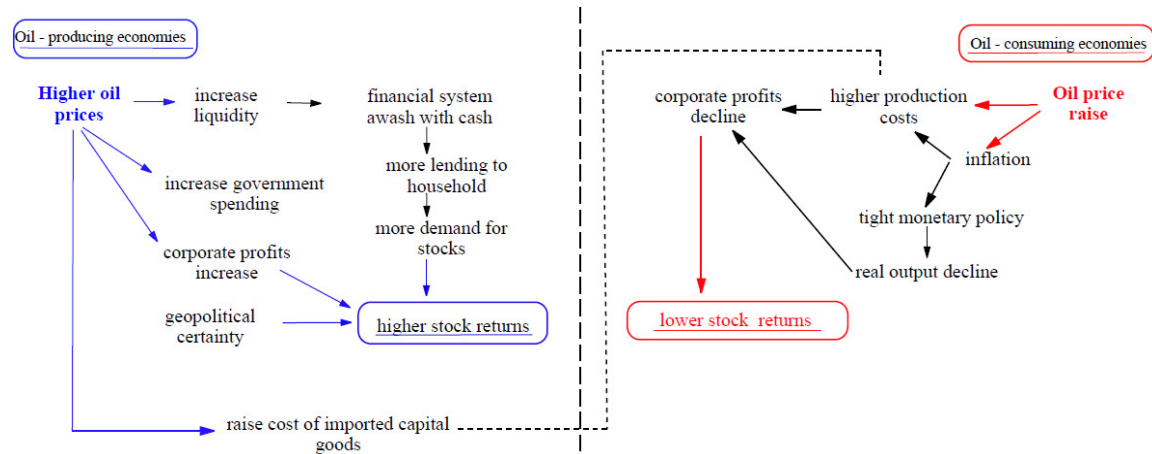 Oil - producing economies
Higher oil
prices
increase
liquidity
financial system
awash with cash
more lending to
household
more demand for
stocks
increase government
spending
corporate profits
increase
geopolitical
certainty
higher stock returns
raise cost of imported capital
goods
Oil - consuming economies
Oil price
raise
higher production
costs
corporate profits
decline
inflation
tight monetary policy
real output decline
lower stock  returns